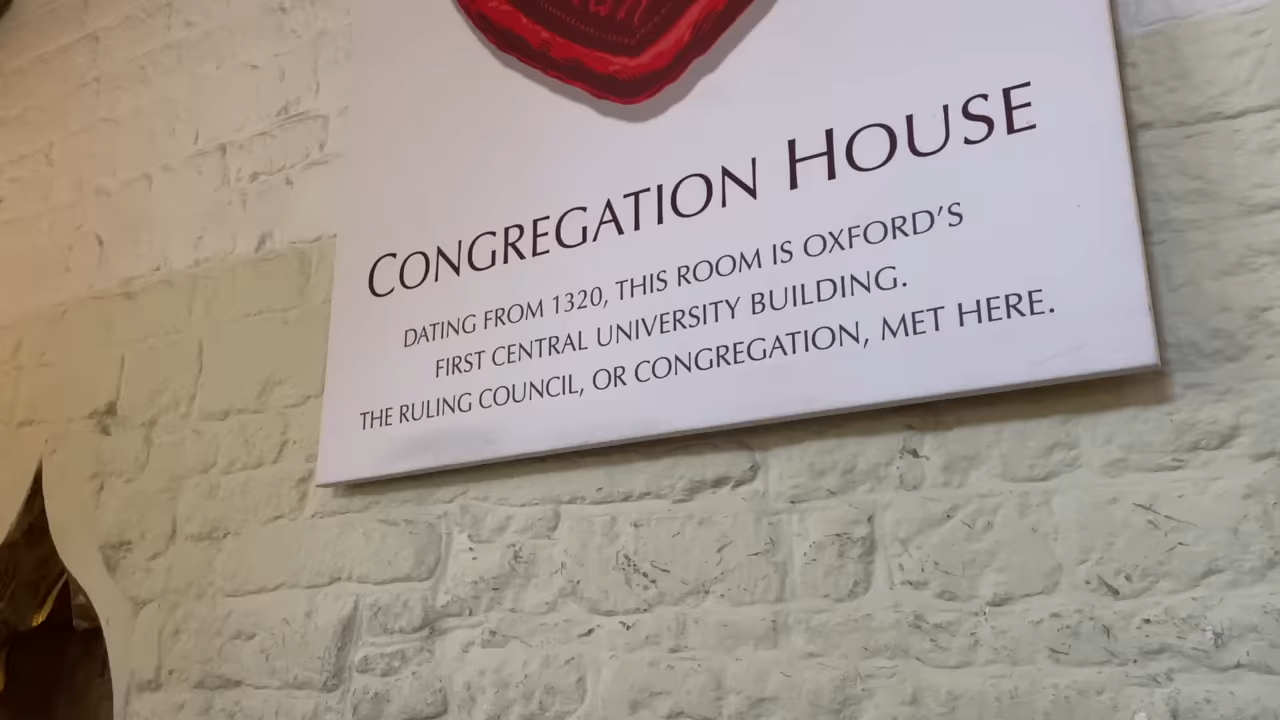 CONGREGATION HOUSE
DATING FROM 1320, THIS ROOM IS OXFORD'S
FIRST CENTRAL UNIVERSITY BUILDING.
THE RULING COUNCIL, OR CONGREGATION, MET HERE.